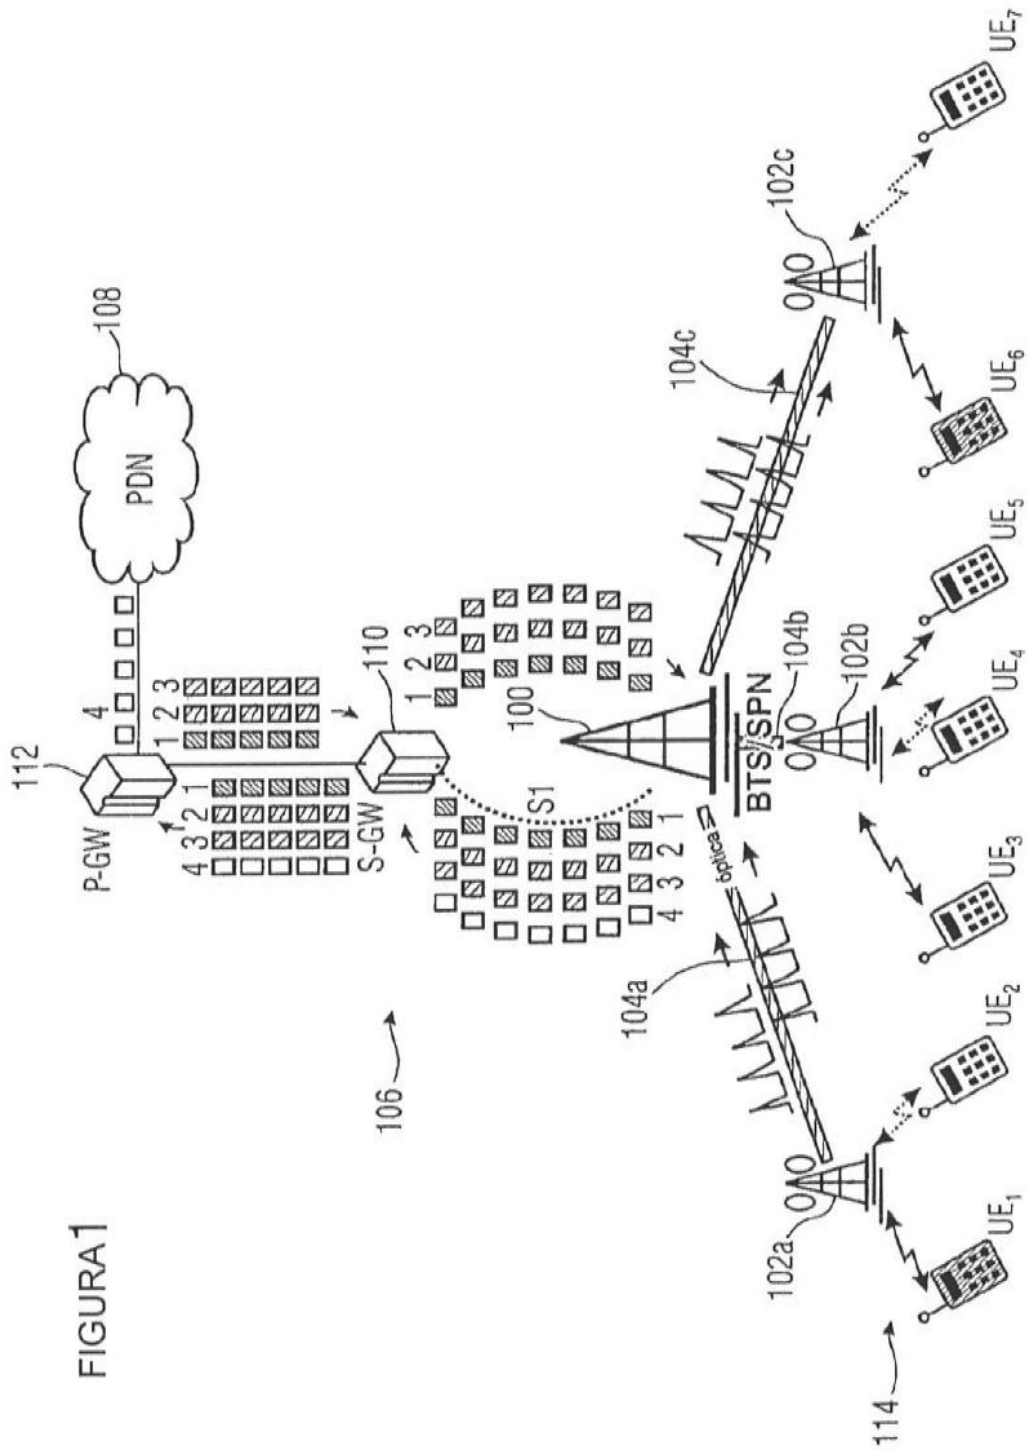 FIGURA1
108
PDN
4
112
P-GW
1 2 3
4 3 2 1
110
S-GW
1 2 3
S1
4 3 2 1
106
100
BTS/SPN
óptica
104a
104b
104c
102a
102b
102c
114
UE1
UE2
UE3
UE4
UE5
UE6
UE7